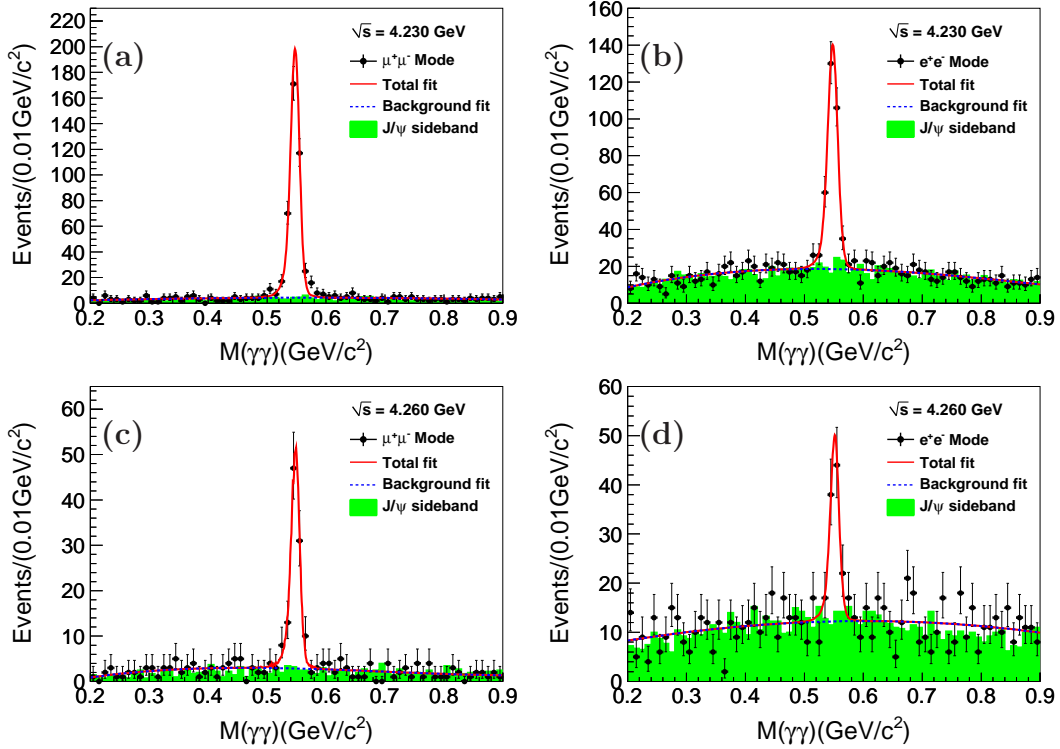 (a)
√s = 4.230 GeV
μ⁺μ⁻ Mode
Total fit
Background fit
J/ψ sideband
Events/(0.01GeV/c²)
220
200
180
160
140
120
100
80
60
40
20
0
0.2 0.3 0.4 0.5 0.6 0.7 0.8 0.9
M(γγ)(GeV/c²)
(b)
√s = 4.230 GeV
e⁺e⁻ Mode
Total fit
Background fit
J/ψ sideband
Events/(0.01GeV/c²)
160
140
120
100
80
60
40
20
0
0.2 0.3 0.4 0.5 0.6 0.7 0.8 0.9
M(γγ)(GeV/c²)
(c)
√s = 4.260 GeV
μ⁺μ⁻ Mode
Total fit
Background fit
J/ψ sideband
Events/(0.01GeV/c²)
60
50
40
30
20
10
0
0.2 0.3 0.4 0.5 0.6 0.7 0.8 0.9
M(γγ)(GeV/c²)
(d)
√s = 4.260 GeV
e⁺e⁻ Mode
Total fit
Background fit
J/ψ sideband
Events/(0.01GeV/c²)
60
50
40
30
20
10
0
0.2 0.3 0.4 0.5 0.6 0.7 0.8 0.9
M(γγ)(GeV/c²)